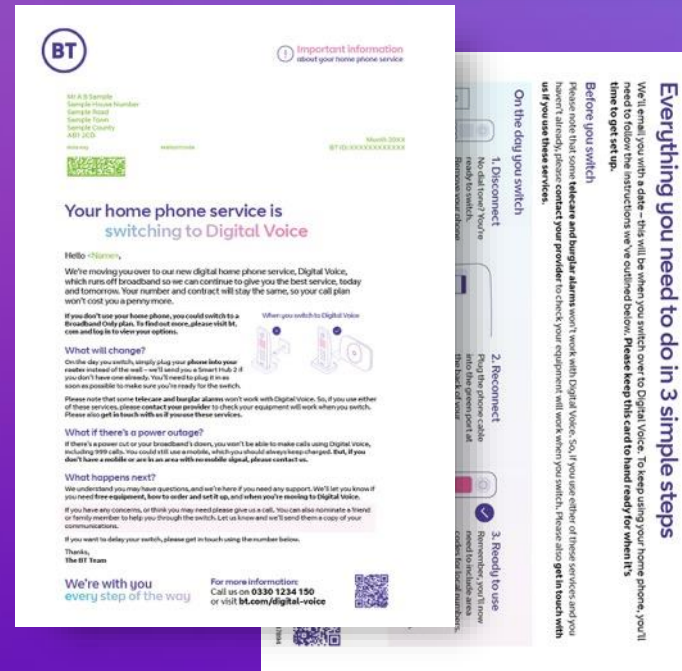 BT
Important information
about your home phone service
Mr A B Sample
Sample House Number
Sample Road
Sample Town
Sample County
AB1 2CD
Month 20XX
BT ID: XXXXXXXXXXXX
Your home phone service is
switching to Digital Voice
Hello <Name>,
We're moving you over to our new digital home phone service, Digital Voice,
which runs off broadband so we can continue to give you the best service, today
and tomorrow. Your number and contract will stay the same, so your call plan
won't cost you a penny more.
If you don't use your home phone, you could switch to a
Broadband Only plan. To find out more, please visit bt.
com and log in to view your options.
When you switch to Digital Voice
What will change?
On the day you switch, simply plug your phone into your
router instead of the wall – we'll send you a Smart Hub 2 if
you don't have one already. You'll need to plug it in as
soon as possible to make sure you're ready for the switch.
Please note that some telecare and burglar alarms won't work with Digital Voice. So, if you use either
of these services, please contact your provider to check your equipment will work when you switch.
Please also get in touch with us if you use these services.
What if there's a power outage?
If there's a power cut or your broadband's down, you won't be able to make calls using Digital Voice,
including 999 calls. You could still use a mobile, which you should always keep charged. But, if you
don't have a mobile or are in an area with no mobile signal, please contact us.
What happens next?
We understand you may have questions, and we're here if you need any support. We'll let you know if
you need free equipment, how to order and set it up, and when you're moving to Digital Voice.
If you have any concerns, or think you may need please give us a call. You can also nominate a friend
or family member to help you through the switch. Let us know and we'll send them a copy of your
communications.
If you want to delay your switch, please get in touch using the number below.
Thanks,
The BT Team
We're with you
every step of the way
For more information:
Call us on 0330 1234 150
or visit bt.com/digital-voice
Everything you need to do in 3 simple steps
We'll email you with a date – this will be when you switch over to Digital Voice. To keep using your home phone, you'll
need to follow the instructions we've outlined below. Please keep this card to hand ready for when it's
time to get set up.
Before you switch
Please note that some telecare and burglar alarms won't work with Digital Voice. So, if you use either of these services and you
haven't already, please contact your provider to check your equipment will work when you switch. Please also get in touch with
us if you use these services.
On the day you switch
1. Disconnect
No dial tone? You're
ready to switch.
Remove your phone
2. Reconnect
Plug the phone cable
into the green port at
the back of your
3. Ready to use
Remember, you'll now
need to include area
codes for local numbers.